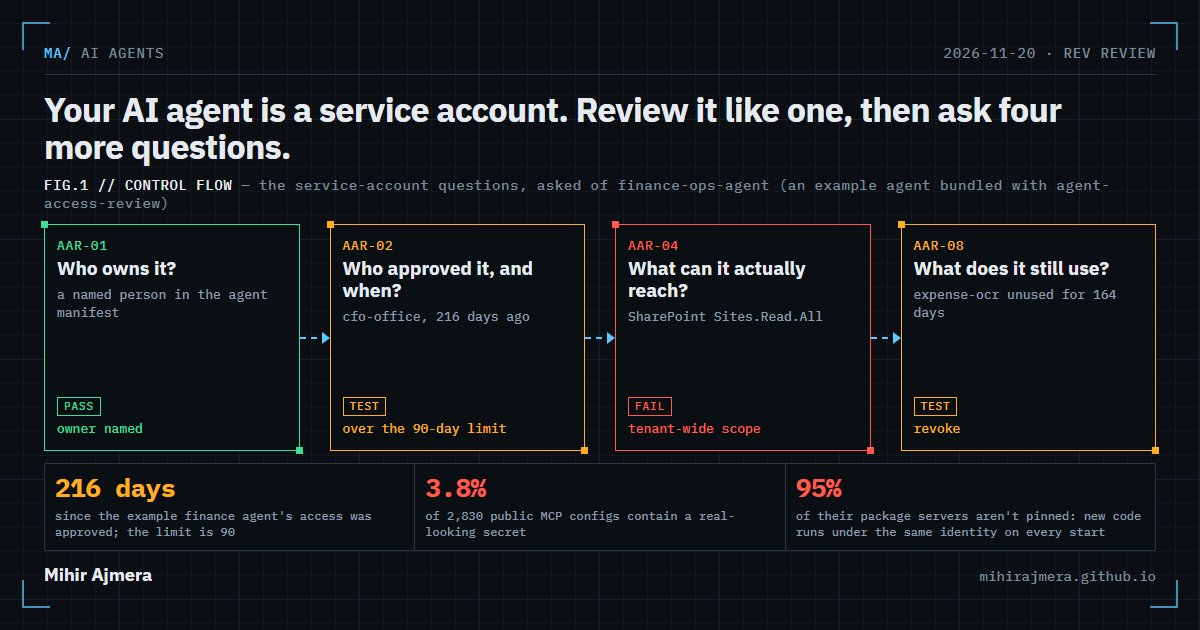 MA/ AI AGENTS
2026-11-20 · REV REVIEW
Your AI agent is a service account. Review it like one, then ask four
more questions.
FIG.1 // CONTROL FLOW — the service-account questions, asked of finance-ops-agent (an example agent bundled with agent-
access-review)
AAR-01
Who owns it?
a named person in the agent
manifest
PASS
owner named
AAR-02
Who approved it, and
when?
cfo-office, 216 days ago
TEST
over the 90-day limit
AAR-04
What can it actually
reach?
SharePoint Sites.Read.All
FAIL
tenant-wide scope
AAR-08
What does it still use?
expense-ocr unused for 164
days
TEST
revoke
216 days
since the example finance agent's access was
approved; the limit is 90
3.8%
of 2,830 public MCP configs contain a real-
looking secret
95%
of their package servers aren't pinned: new code
runs under the same identity on every start
Mihir Ajmera
mihirajmera.github.io